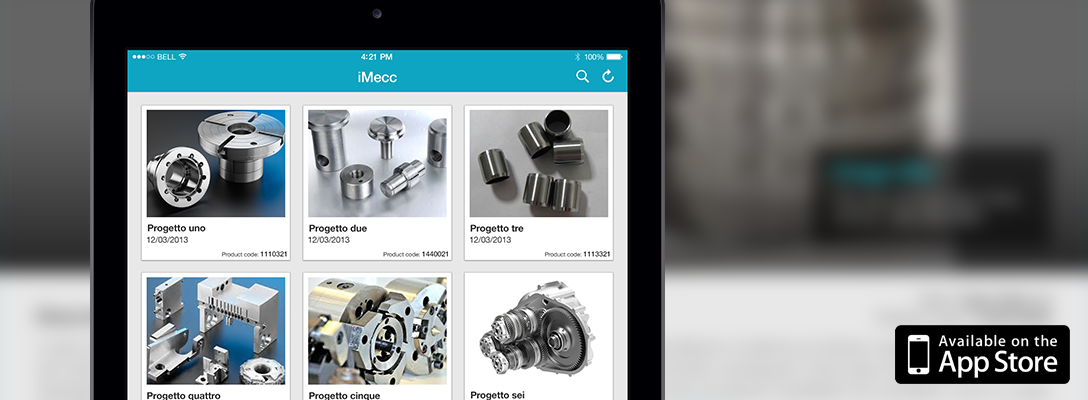 BELL
4:21 PM
100%
iMecc
Progetto uno
12/03/2013
Product code: 1110321
Progetto due
12/03/2013
Product code: 1440021
Progetto tre
12/03/2013
Product code: 1113321
Progetto quattro
Progetto cinque
Progetto sei
Available on the
App Store